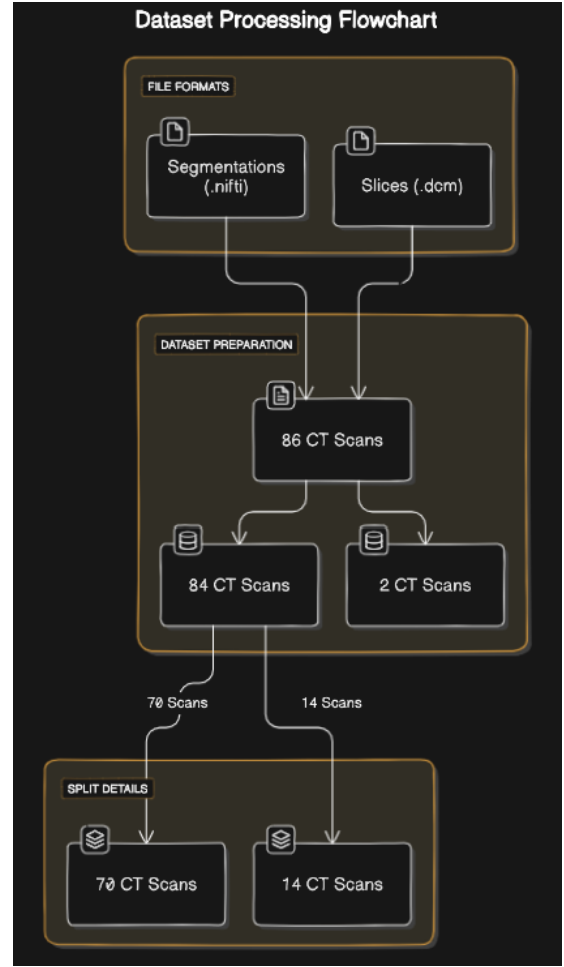 Dataset Processing Flowchart
FILE FORMATS
Segmentations
(.nifti)
Slices (.dcm)
DATASET PREPARATION
86 CT Scans
84 CT Scans
2 CT Scans
70 Scans
14 Scans
SPLIT DETAILS
70 CT Scans
14 CT Scans